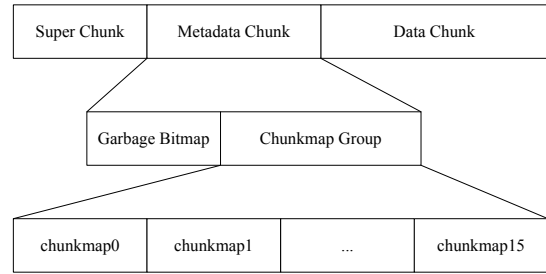 Super Chunk Metadata Chunk Data Chunk
Garbage Bitmap Chunkmap Group
chunkmap0 chunkmap1 ... chunkmap15